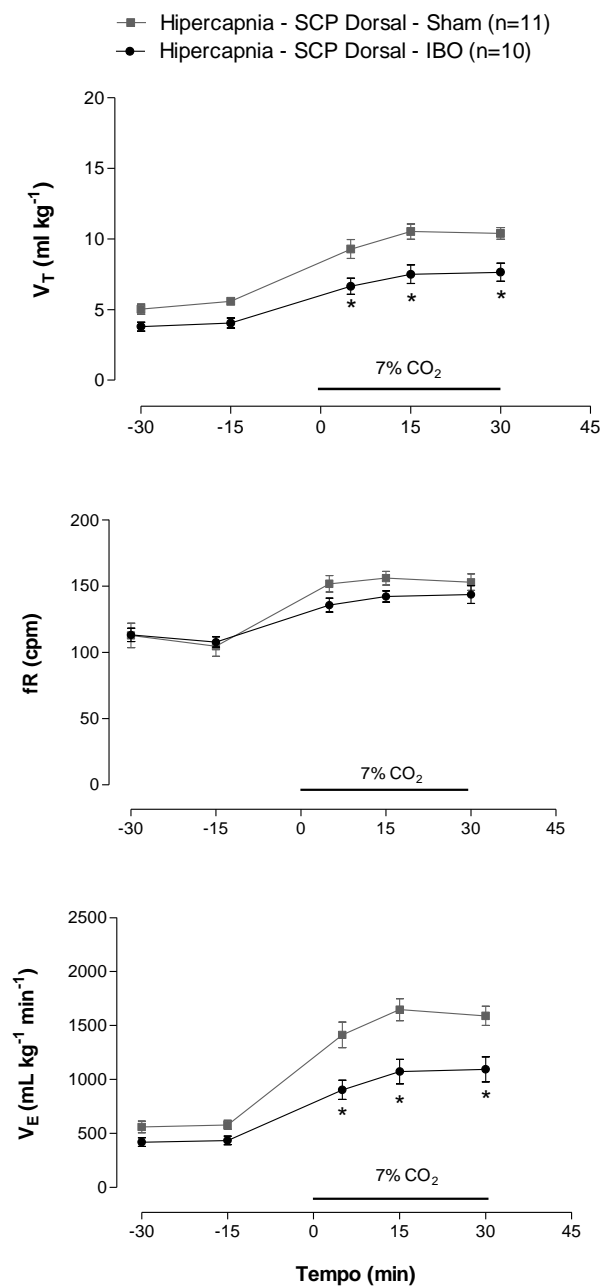 Hipercapnia - SCP Dorsal - Sham (n=11)
Hipercapnia - SCP Dorsal - IBO (n=10)
20
15
10
5
0
V_T (ml kg⁻¹)
*
*
*
7% CO₂
-30 -15 0 15 30 45
200
150
100
50
0
fR (cpm)
7% CO₂
-30 -15 0 15 30 45
2500
2000
1500
1000
500
0
V_E (mL kg⁻¹ min⁻¹)
*
*
*
7% CO₂
-30 -15 0 15 30 45
Tempo (min)